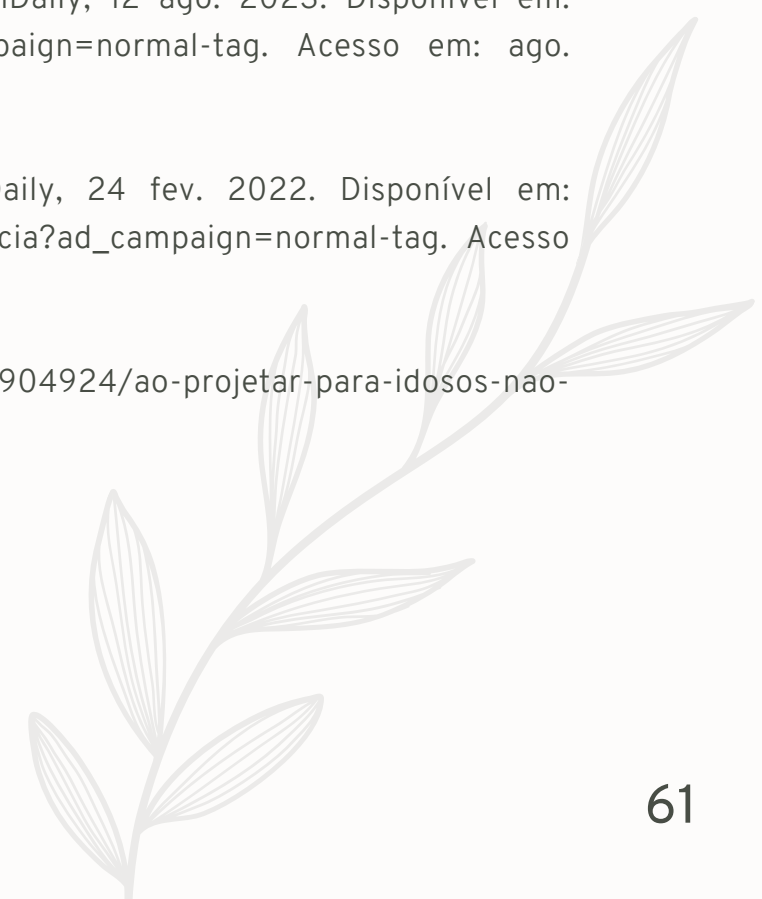 Daily, 12 ago. 2023. Disponível em:
paign=normal-tag. Acesso em: ago.
aily, 24 fev. 2022. Disponível em:
cia?ad_campaign=normal-tag. Acesso
904924/ao-projetar-para-idosos-nao-
61